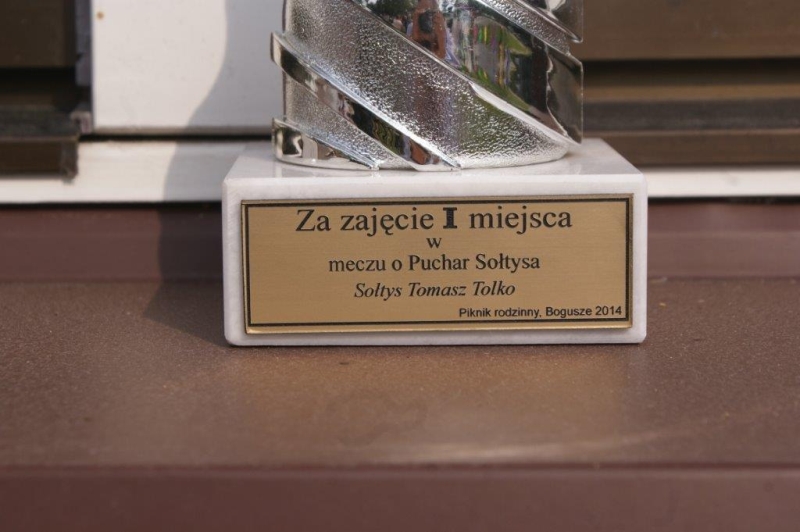 Za zajęcie I miejsca
w
meczu o Puchar Sołtysa
Sołtys Tomasz Tolko
Piknik rodzinny, Bogusze 2014